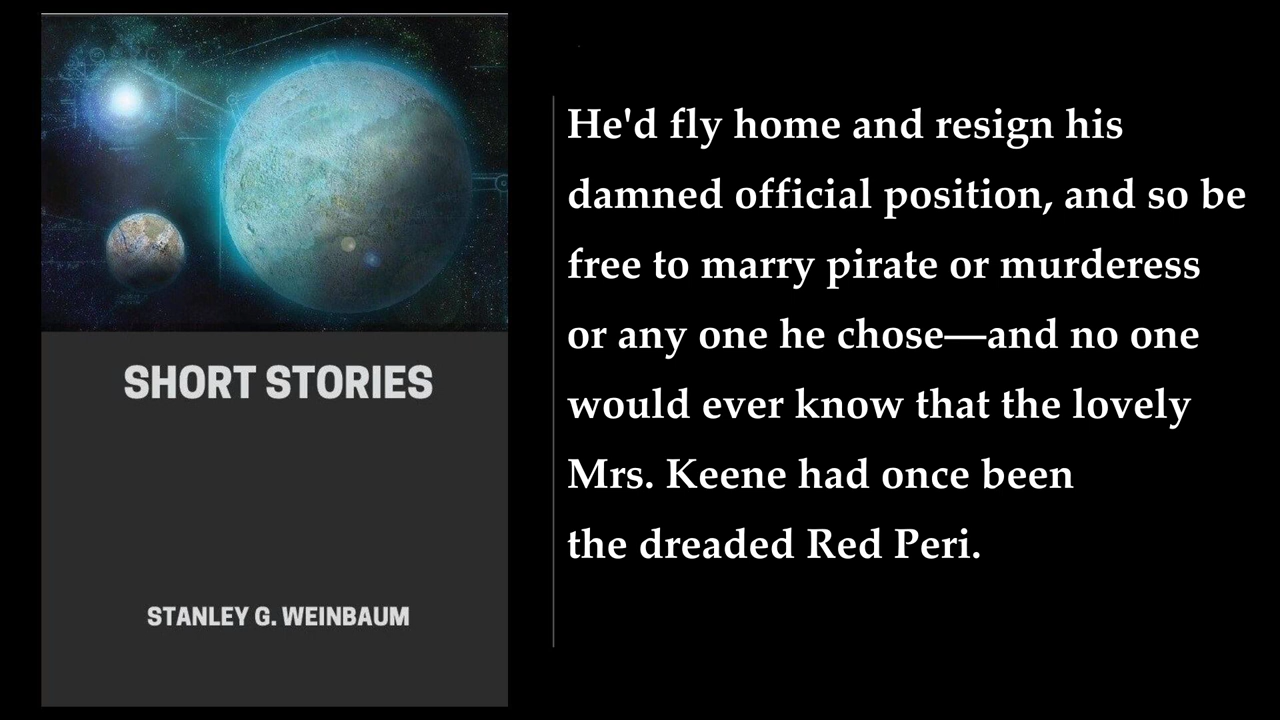 SHORT STORIES
STANLEY G. WEINBAUM
He'd fly home and resign his
damned official position, and so be
free to marry pirate or murderess
or any one he chose—and no one
would ever know that the lovely
Mrs. Keene had once been
the dreaded Red Peri.